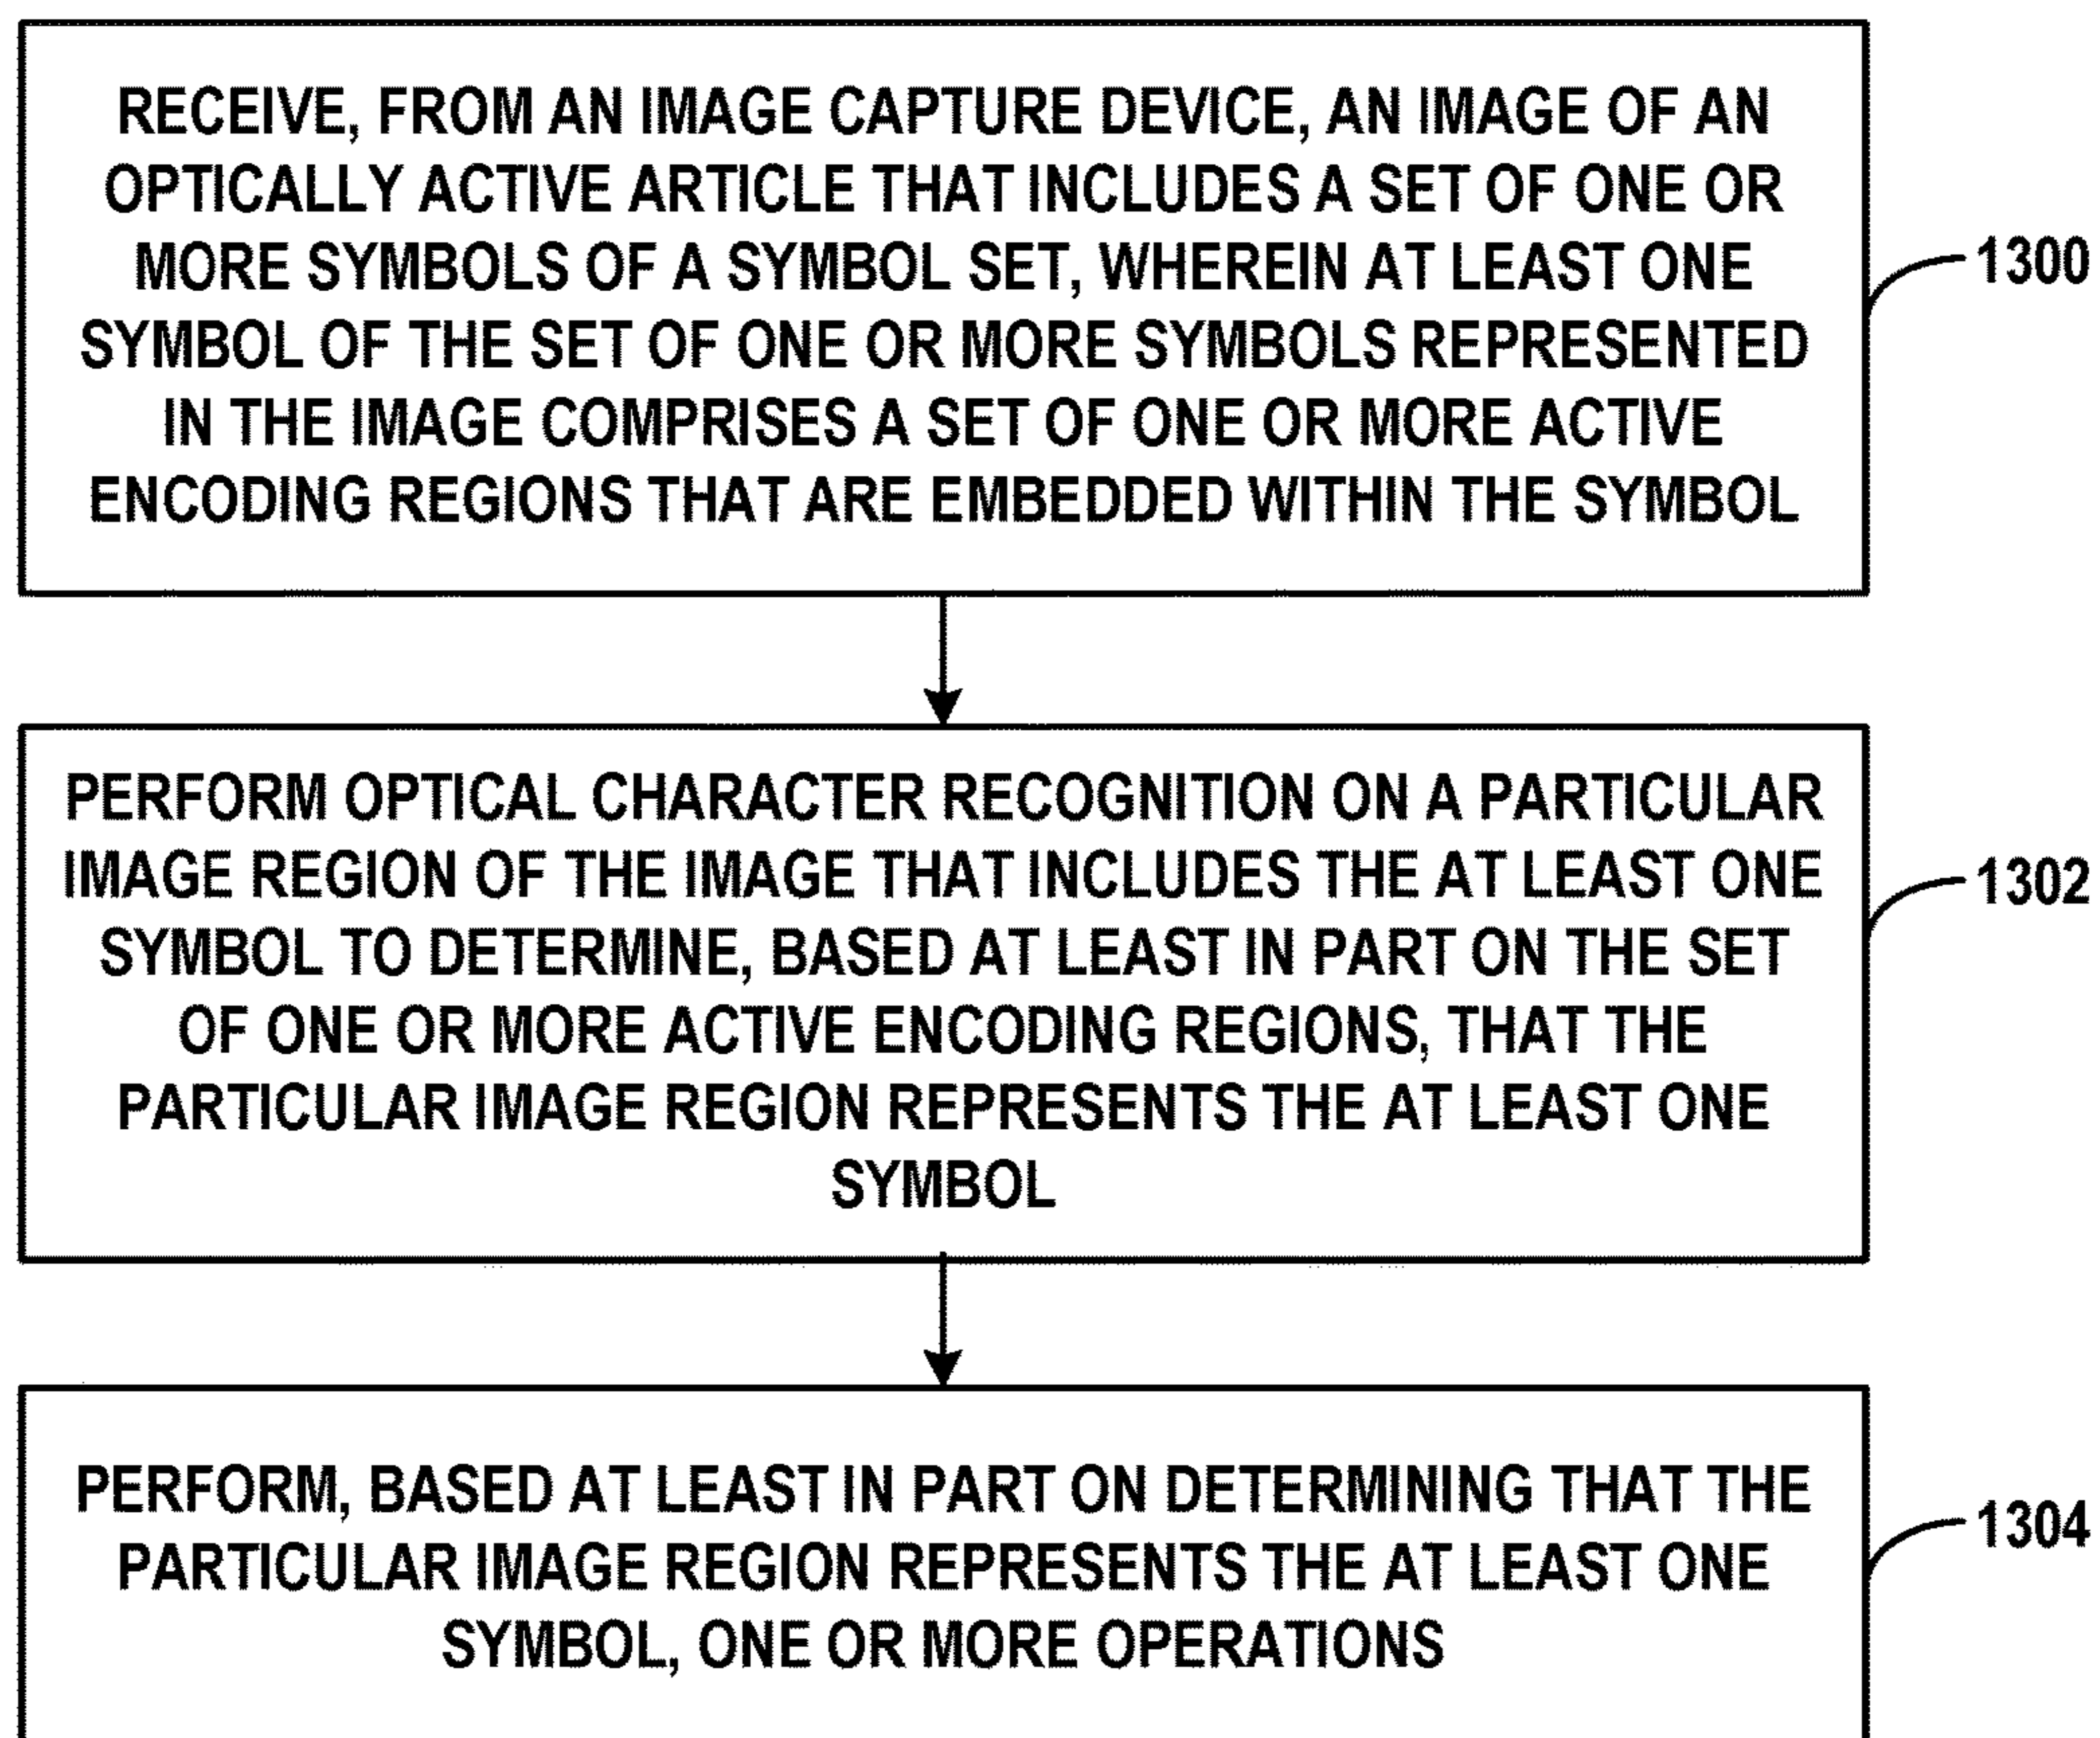 RECEIVE, FROM AN IMAGE CAPTURE DEVICE, AN IMAGE OF AN
OPTICALLY ACTIVE ARTICLE THAT INCLUDES A SET OF ONE OR
MORE SYMBOLS OF A SYMBOL SET, WHEREIN AT LEAST ONE
SYMBOL OF THE SET OF ONE OR MORE SYMBOLS REPRESENTED
IN THE IMAGE COMPRISES A SET OF ONE OR MORE ACTIVE
ENCODING REGIONS THAT ARE EMBEDDED WITHIN THE SYMBOL
1300
PERFORM OPTICAL CHARACTER RECOGNITION ON A PARTICULAR
IMAGE REGION OF THE IMAGE THAT INCLUDES THE AT LEAST ONE
SYMBOL TO DETERMINE, BASED AT LEAST IN PART ON THE SET
OF ONE OR MORE ACTIVE ENCODING REGIONS, THAT THE
PARTICULAR IMAGE REGION REPRESENTS THE AT LEAST ONE
SYMBOL
1302
PERFORM, BASED AT LEAST IN PART ON DETERMINING THAT THE
PARTICULAR IMAGE REGION REPRESENTS THE AT LEAST ONE
SYMBOL, ONE OR MORE OPERATIONS
1304